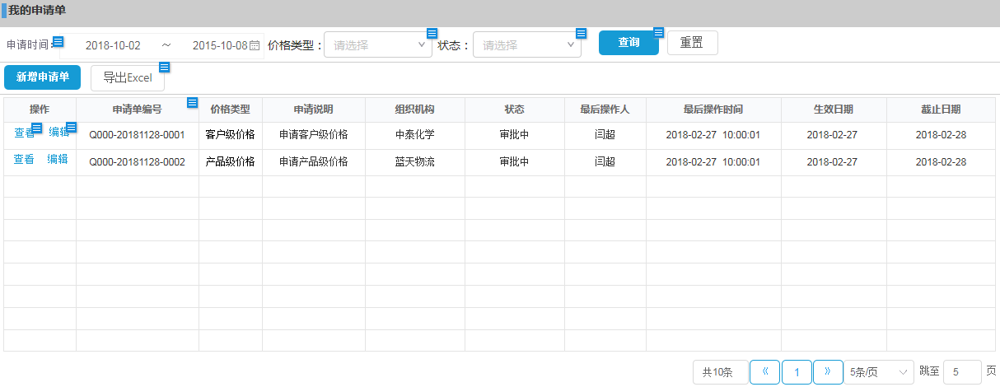 我的申请单
申请时间： 2018-10-02 ~ 2015-10-08 价格类型： 请选择 状态： 请选择 查询 重置
新增申请单 导出Excel
操作 申请单编号 价格类型 申请说明 组织机构 状态 最后操作人 最后操作时间 生效日期 截止日期
查看 编辑 Q000-20181128-0001 客户级价格 申请客户级价格 中泰化学 审批中 闫超 2018-02-27 10:00:01 2018-02-27 2018-02-28
查看 编辑 Q000-20181128-0002 产品级价格 申请产品级价格 蓝天物流 审批中 闫超 2018-02-27 10:00:01 2018-02-27 2018-02-28
共10条 « 1 » 5条/页 跳至 5 页